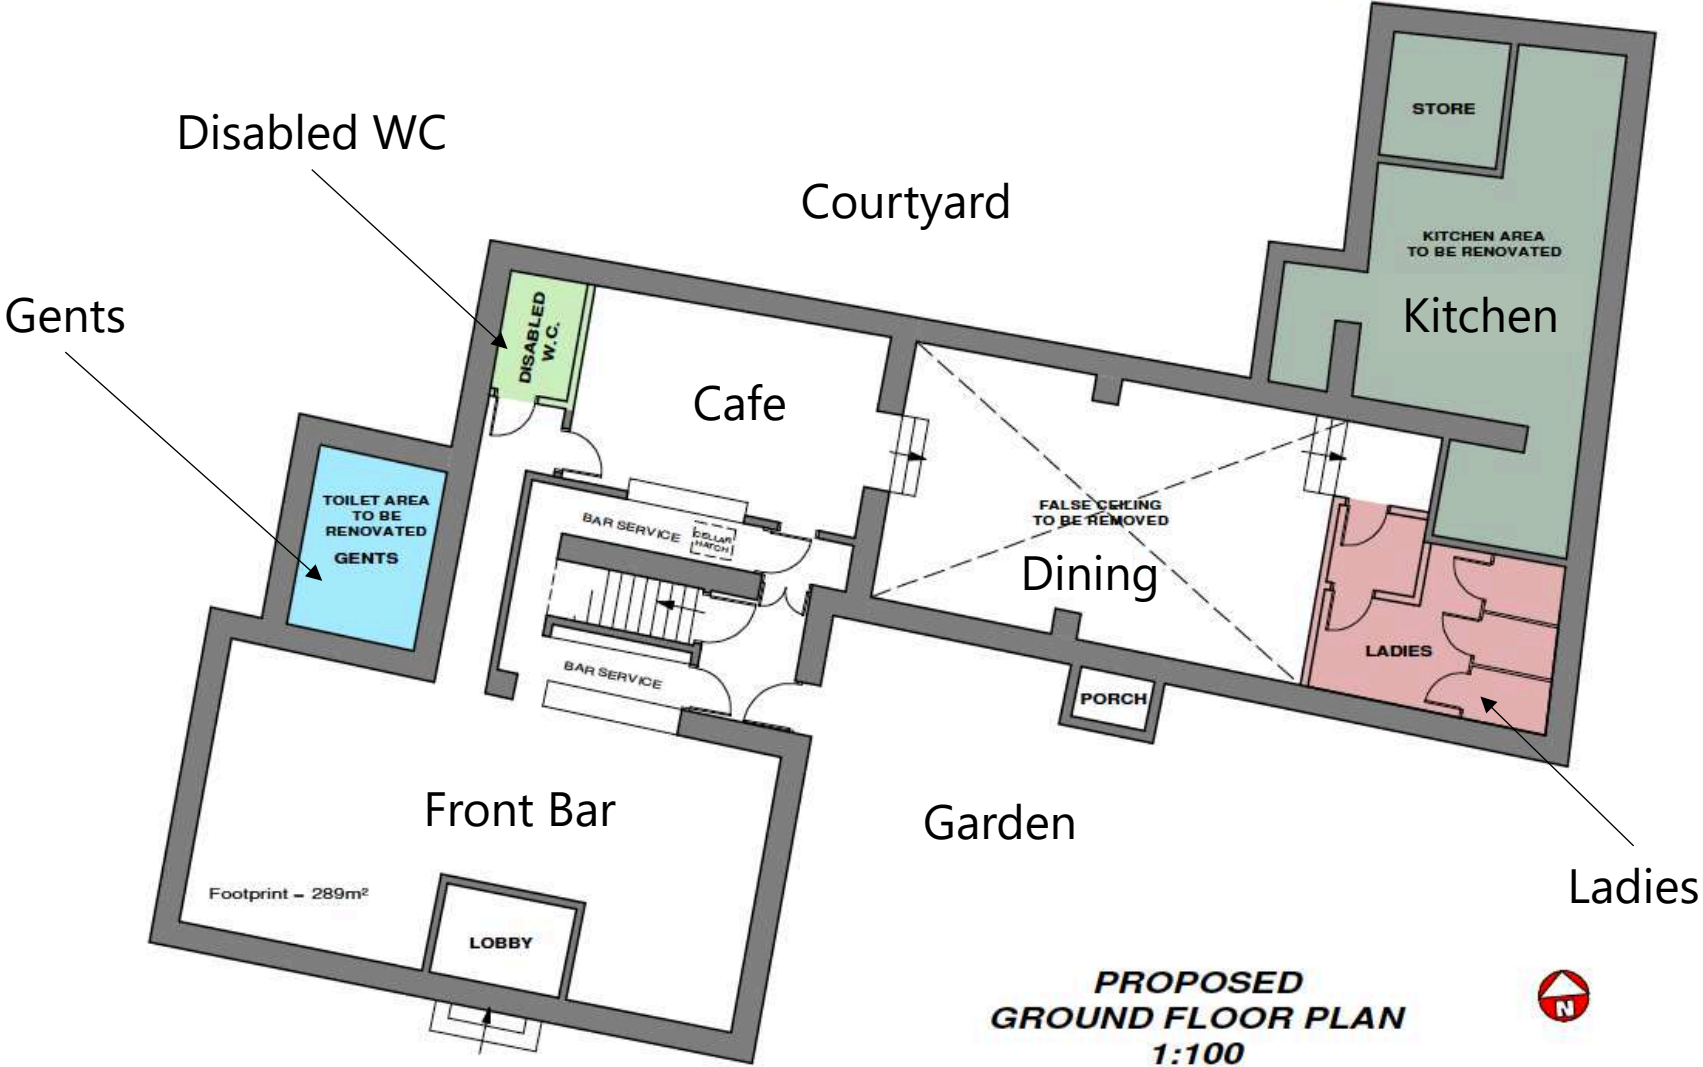 Disabled WC
Courtyard
STORE
KITCHEN AREA
TO BE RENOVATED
Kitchen
Gents
DISABLED
W.C.
Cafe
TOILET AREA
TO BE
RENOVATED
GENTS
BAR SERVICE
CELLAR
HATCH
FALSE CEILING
TO BE REMOVED
Dining
LADIES
BAR SERVICE
PORCH
Front Bar
Garden
Ladies
Footprint = 289m²
LOBBY
PROPOSED
GROUND FLOOR PLAN
1:100
N